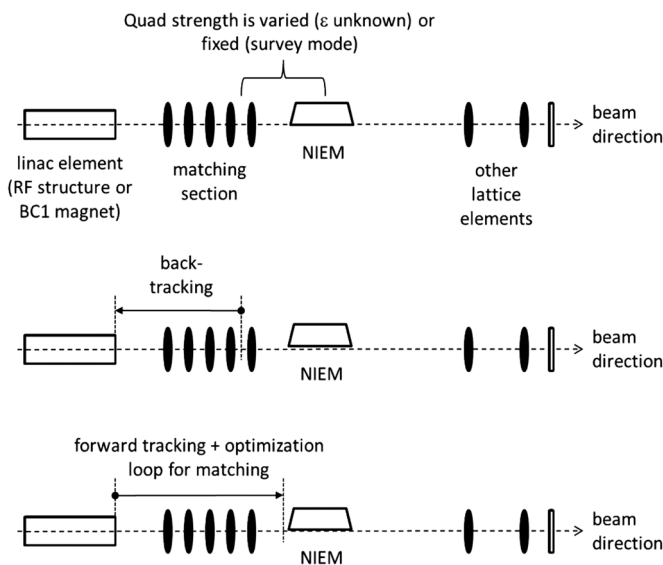 Quad strength is varied (ε unknown) or
fixed (survey mode)
beam
direction
NIEM
linac element
(RF structure or
BC1 magnet)
matching
section
other
lattice
elements
back-
tracking
beam
direction
NIEM
forward tracking + optimization
loop for matching
beam
direction
NIEM